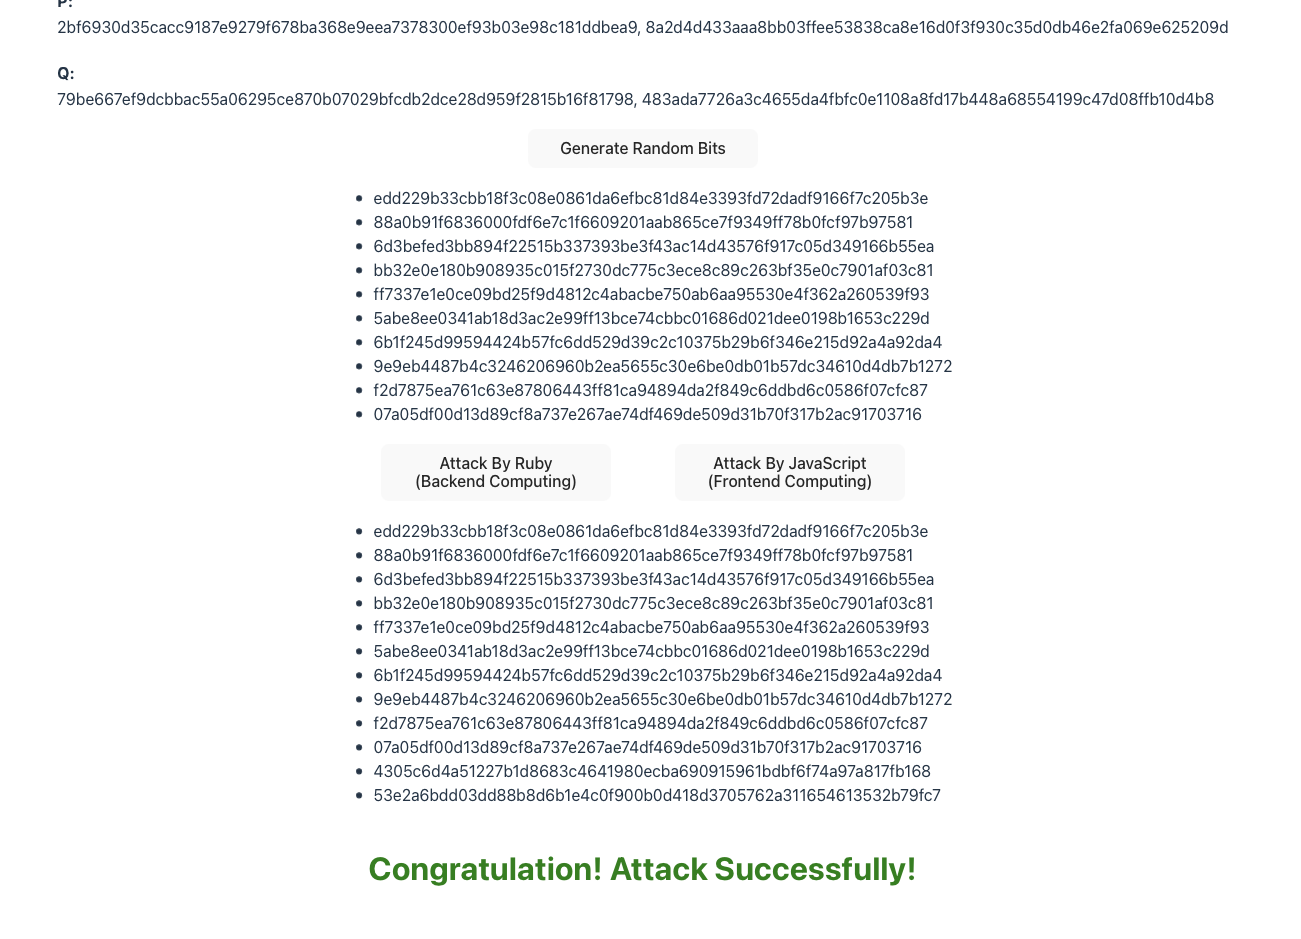 P:
2bf6930d35cacc9187e9279f678ba368e9eea7378300ef93b03e98c181ddbea9, 8a2d4d433aaa8bb03ffee53838ca8e16d0f3f930c35d0db46e2fa069e625209d
Q:
79be667ef9dcbbac55a06295ce870b07029bfcdb2dce28d959f2815b16f81798, 483ada7726a3c4655da4fbfc0e1108a8fd17b448a68554199c47d08ffb10d4b8
Generate Random Bits
edd229b33cbb18f3c08e0861da6efbc81d84e3393fd72dadf9166f7c205b3e
88a0b91f6836000fdf6e7c1f6609201aab865ce7f9349ff78b0fcf97b97581
6d3befed3bb894f22515b337393be3f43ac14d43576f917c05d349166b55ea
bb32e0e180b908935c015f2730dc775c3ece8c89c263bf35e0c7901af03c81
ff7337e1e0ce09bd25f9d4812c4abacbe750ab6aa95530e4f362a260539f93
5abe8ee0341ab18d3ac2e99ff13bce74cbbc01686d021dee0198b1653c229d
6b1f245d99594424b57fc6dd529d39c2c10375b29b6f346e215d92a4a92da4
9e9eb4487b4c3246206960b2ea5655c30e6be0db01b57dc34610d4db7b1272
f2d7875ea761c63e87806443ff81ca94894da2f849c6ddbd6c0586f07cfc87
07a05df00d13d89cf8a737e267ae74df469de509d31b70f317b2ac91703716
Attack By Ruby
(Backend Computing)
Attack By JavaScript
(Frontend Computing)
edd229b33cbb18f3c08e0861da6efbc81d84e3393fd72dadf9166f7c205b3e
88a0b91f6836000fdf6e7c1f6609201aab865ce7f9349ff78b0fcf97b97581
6d3befed3bb894f22515b337393be3f43ac14d43576f917c05d349166b55ea
bb32e0e180b908935c015f2730dc775c3ece8c89c263bf35e0c7901af03c81
ff7337e1e0ce09bd25f9d4812c4abacbe750ab6aa95530e4f362a260539f93
5abe8ee0341ab18d3ac2e99ff13bce74cbbc01686d021dee0198b1653c229d
6b1f245d99594424b57fc6dd529d39c2c10375b29b6f346e215d92a4a92da4
9e9eb4487b4c3246206960b2ea5655c30e6be0db01b57dc34610d4db7b1272
f2d7875ea761c63e87806443ff81ca94894da2f849c6ddbd6c0586f07cfc87
07a05df00d13d89cf8a737e267ae74df469de509d31b70f317b2ac91703716
4305c6d4a51227b1d8683c4641980ecba690915961bdbf6f74a97a817fb168
53e2a6bdd03dd88b8d6b1e4c0f900b0d418d3705762a311654613532b79fc7
Congratulation! Attack Successfully!